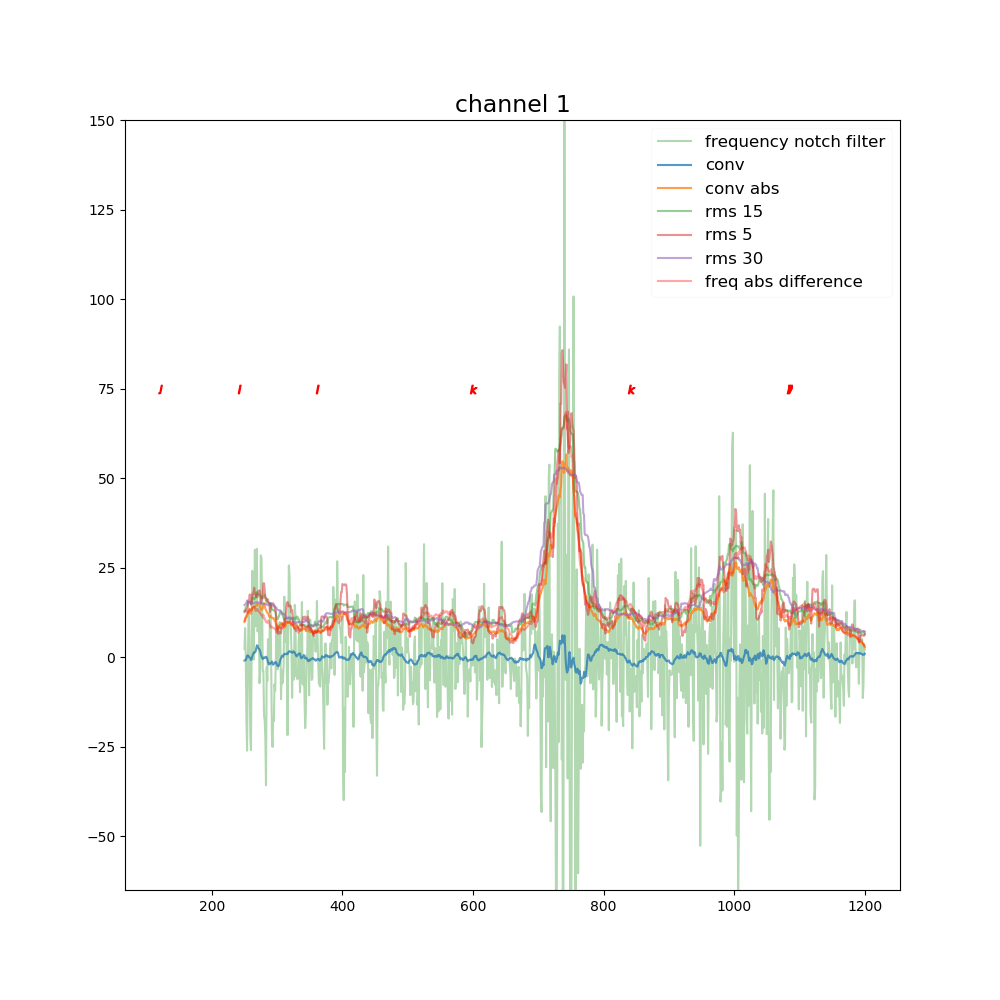 channel 1
150
125
100
75
50
25
0
−25
−50
frequency notch filter
conv
conv abs
rms 15
rms 5
rms 30
freq abs difference
k k
200 400 600 800 1000 1200